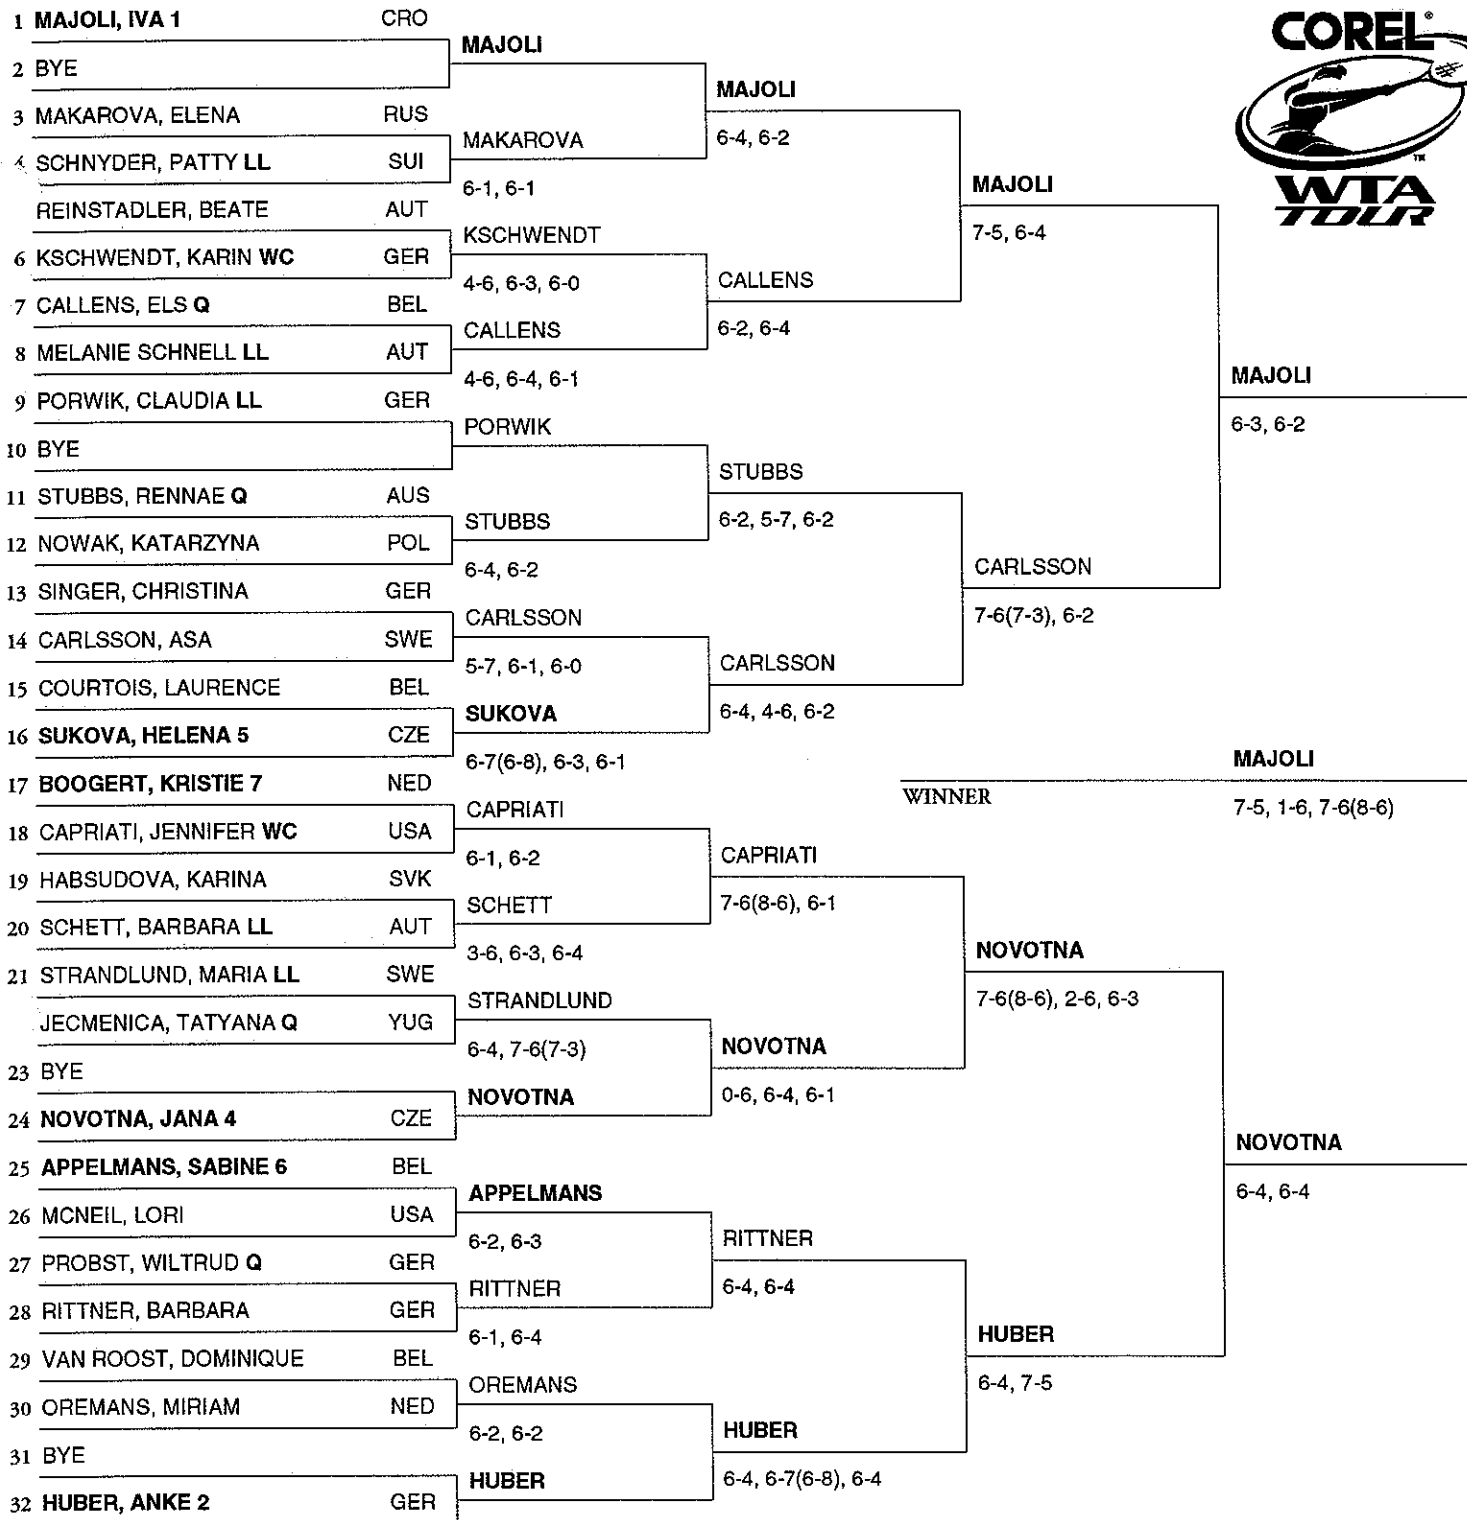 1 MAJOLI, IVA 1 CRO
2 BYE
3 MAKAROVA, ELENA RUS
4 SCHNYDER, PATTY LL SUI
REINSTADLER, BEATE AUT
6 KSCHWENDT, KARIN WC GER
7 CALLENS, ELS Q BEL
8 MELANIE SCHNELL LL AUT
9 PORWIK, CLAUDIA LL GER
10 BYE
11 STUBBS, RENNAE Q AUS
12 NOWAK, KATARZYNA POL
13 SINGER, CHRISTINA GER
14 CARLSSON, ASA SWE
15 COURTOIS, LAURENCE BEL
16 SUKOVA, HELENA 5 CZE
17 BOOGERT, KRISTIE 7 NED
18 CAPRIATI, JENNIFER WC USA
19 HABSUDOVA, KARINA SVK
20 SCHETT, BARBARA LL AUT
21 STRANDLUND, MARIA LL SWE
JECMENICA, TATYANA Q YUG
23 BYE
24 NOVOTNA, JANA 4 CZE
25 APPELMANS, SABINE 6 BEL
26 MCNEIL, LORI USA
27 PROBST, WILTRUD Q GER
28 RITTNER, BARBARA GER
29 VAN ROOST, DOMINIQUE BEL
30 OREMANS, MIRIAM NED
31 BYE
32 HUBER, ANKE 2 GER
MAJOLI
MAKAROVA
6-1, 6-1
KSCHWENDT
4-6, 6-3, 6-0
CALLENS
4-6, 6-4, 6-1
PORWIK
STUBBS
6-4, 6-2
CARLSSON
5-7, 6-1, 6-0
SUKOVA
6-7(6-8), 6-3, 6-1
CAPRIATI
6-1, 6-2
SCHETT
3-6, 6-3, 6-4
STRANDLUND
6-4, 7-6(7-3)
NOVOTNA
APPELMANS
6-2, 6-3
RITTNER
6-1, 6-4
OREMANS
6-2, 6-2
HUBER
MAJOLI
6-4, 6-2
CALLENS
6-2, 6-4
STUBBS
6-2, 5-7, 6-2
CARLSSON
6-4, 4-6, 6-2
CAPRIATI
7-6(8-6), 6-1
NOVOTNA
0-6, 6-4, 6-1
RITTNER
6-4, 6-4
HUBER
6-4, 6-7(6-8), 6-4
MAJOLI
7-5, 6-4
CARLSSON
7-6(7-3), 6-2
NOVOTNA
7-6(8-6), 2-6, 6-3
HUBER
6-4, 7-5
MAJOLI
6-3, 6-2
NOVOTNA
6-4, 6-4
WINNER
MAJOLI
7-5, 1-6, 7-6(8-6)
COREL®
WTA
TOUR
™